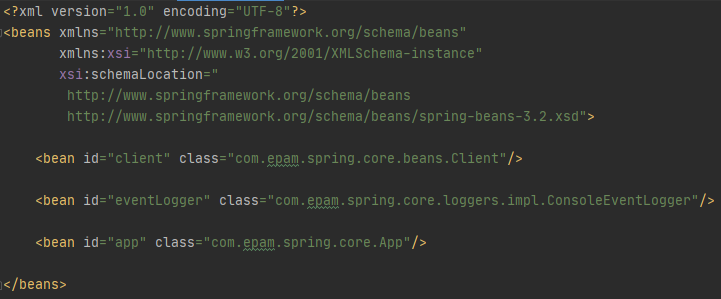 <?xml version="1.0" encoding="UTF-8"?>
<beans xmlns="http://www.springframework.org/schema/beans"
       xmlns:xsi="http://www.w3.org/2001/XMLSchema-instance"
       xsi:schemaLocation="
        http://www.springframework.org/schema/beans
        http://www.springframework.org/schema/beans/spring-beans-3.2.xsd">
    <bean id="client" class="com.epam.spring.core.beans.Client"/>
    <bean id="eventLogger" class="com.epam.spring.core.loggers.impl.ConsoleEventLogger"/>
    <bean id="app" class="com.epam.spring.core.App"/>
</beans>